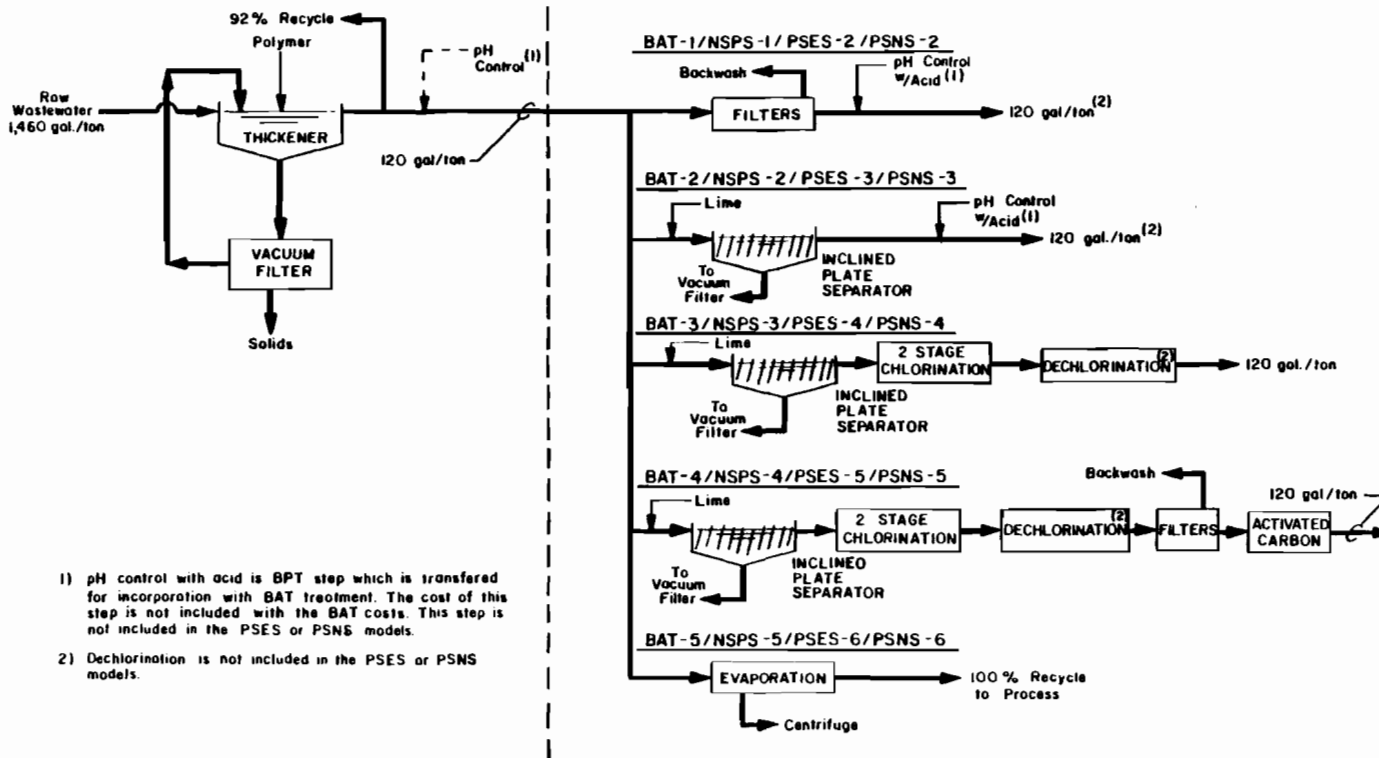 92% Recycle
Polymer
pH
Control(1)
Raw
Wastewater
1,460 gal./ton
THICKENER
120 gal/ton
VACUUM
FILTER
Solids
BAT-1/NSPS-1/PSES-2/PSNS-2
Backwash
pH Control
w/Acid(1)
FILTERS
120 gal/ton(2)
BAT-2/NSPS-2/PSES-3/PSNS-3
Lime
pH Control
w/Acid(1)
120 gal./ton(2)
To
Vacuum
Filter
INCLINED
PLATE
SEPARATOR
BAT-3/NSPS-3/PSES-4/PSNS-4
Lime
2 STAGE
CHLORINATION
DECHLORINATION(2)
120 gal./ton
To
Vacuum
Filter
INCLINED
PLATE
SEPARATOR
BAT-4/NSPS-4/PSES-5/PSNS-5
Lime
Backwash
120 gal/ton
2 STAGE
CHLORINATION
DECHLORINATION(2)
FILTERS
ACTIVATED
CARBON
To
Vacuum
Filter
INCLINED
PLATE
SEPARATOR
BAT-5/NSPS-5/PSES-6/PSNS-6
EVAPORATION
100% Recycle
to Process
Centrifuge
1) pH control with acid is BPT step which is transfered
for incorporation with BAT treatment. The cost of this
step is not included with the BAT costs. This step is
not included in the PSES or PSNS models.
2) Dechlorination is not included in the PSES or PSNS
models.